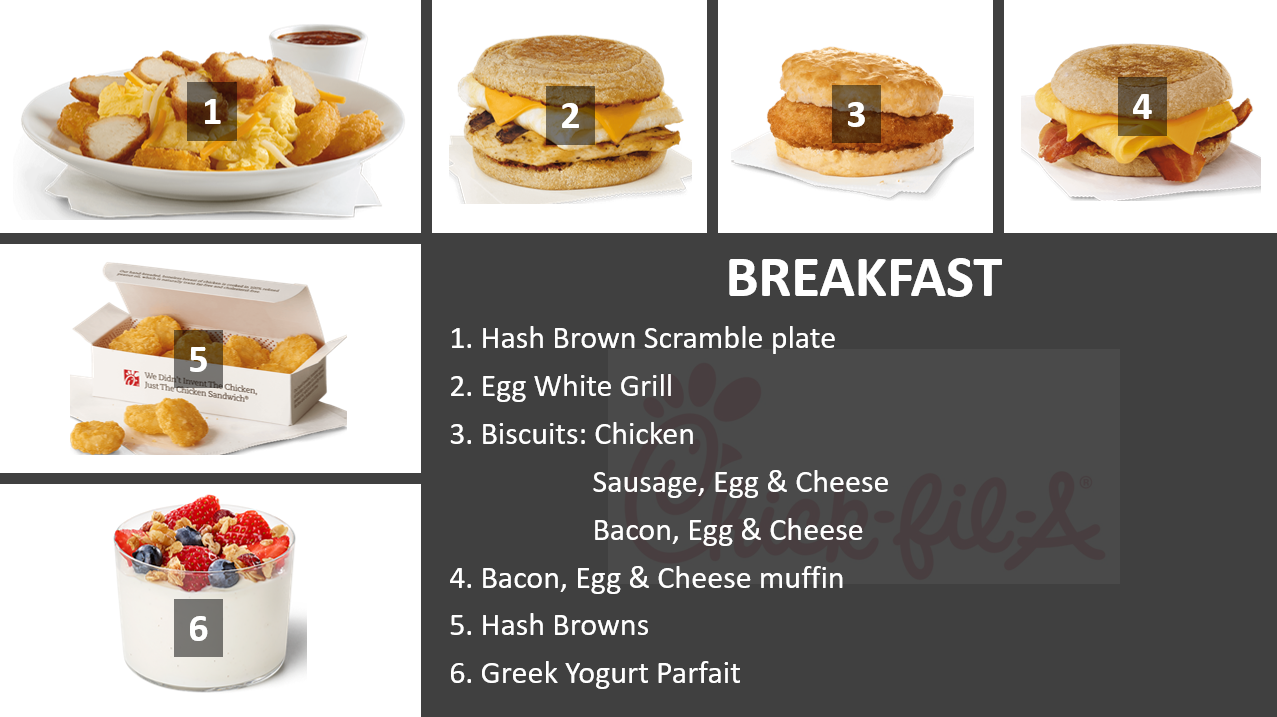 1
2
3
4
5
We Didn't Invent The Chicken,
Just The Chicken Sandwich®
6
BREAKFAST
1. Hash Brown Scramble plate
2. Egg White Grill
3. Biscuits: Chicken
Sausage, Egg & Cheese
Bacon, Egg & Cheese
4. Bacon, Egg & Cheese muffin
5. Hash Browns
6. Greek Yogurt Parfait
Chick-fil-A®